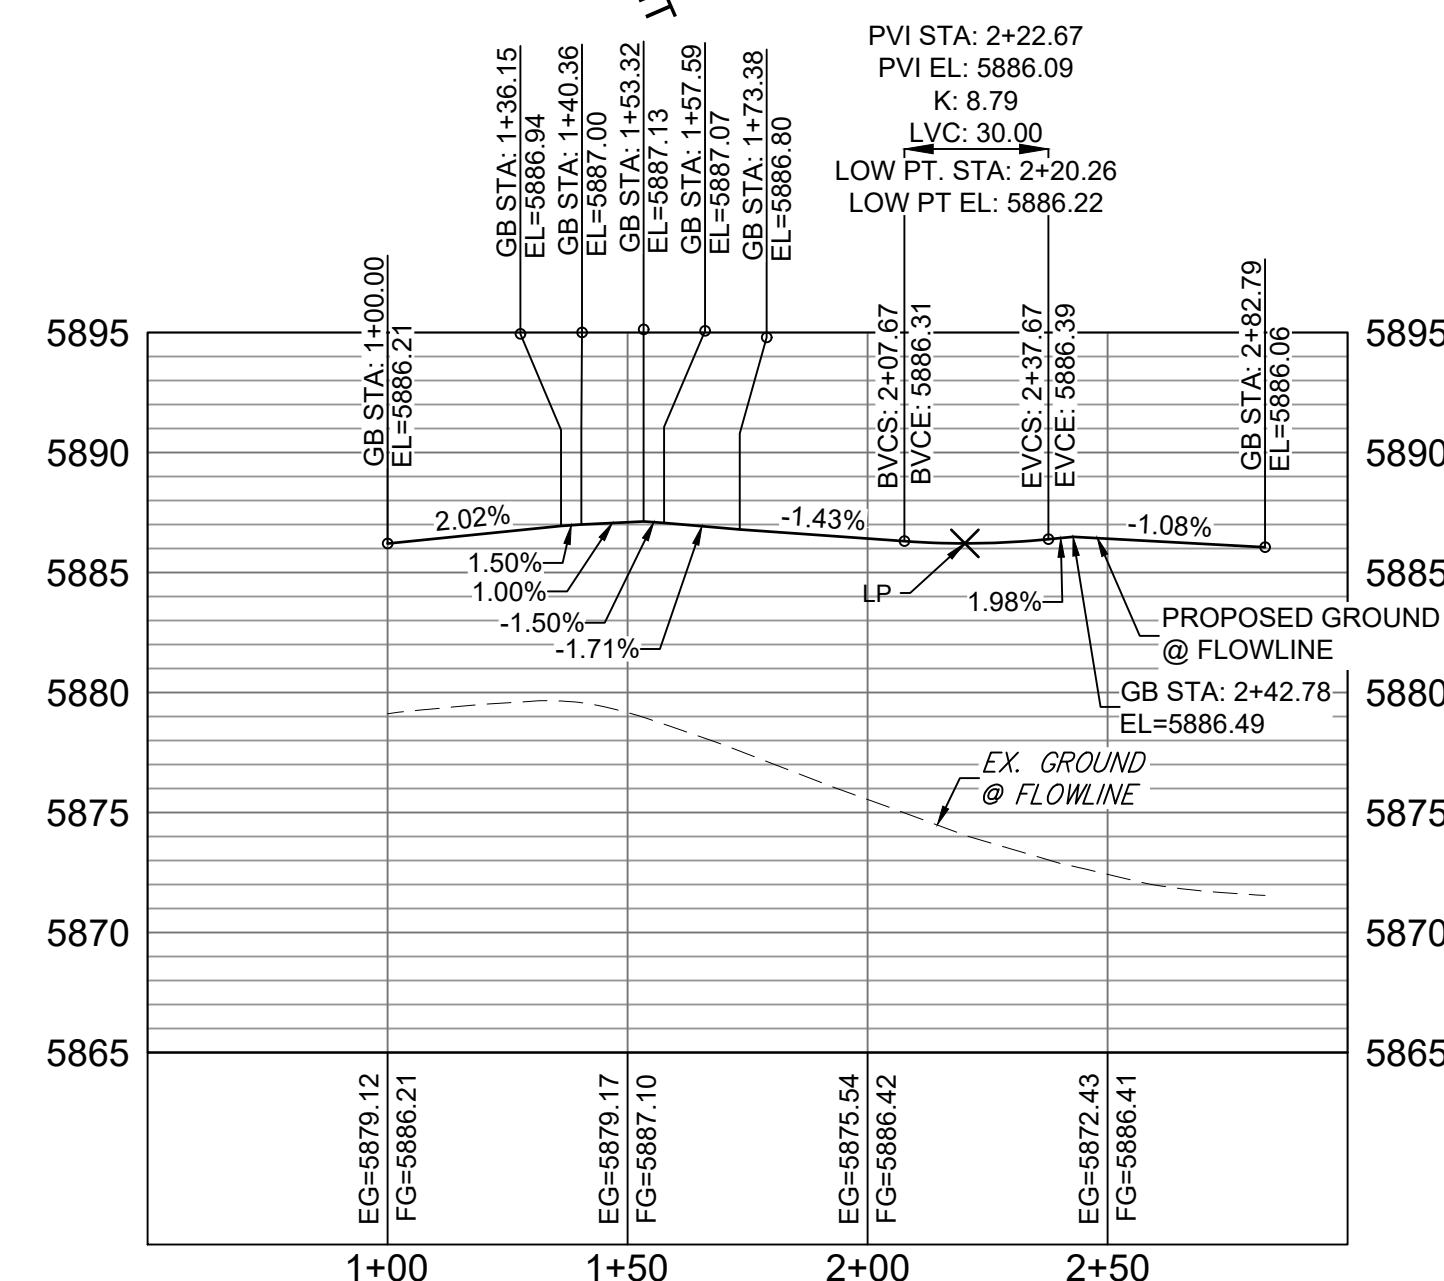 PVI STA: 2+22.67
PVI EL: 5886.09
K: 8.79
LVC: 30.00
LOW PT. STA: 2+20.26
LOW PT EL: 5886.22
GB STA: 1+00.00
EL=5886.21
GB STA: 1+36.15
EL=5886.94
GB STA: 1+40.36
EL=5887.00
GB STA: 1+53.32
EL=5887.13
GB STA: 1+57.59
EL=5887.07
GB STA: 1+73.38
EL=5886.80
BVCS: 2+07.67
BVCE: 5886.31
EVCS: 2+37.67
EVCE: 5886.39
GB STA: 2+82.79
EL=5886.06
5895 5895
5890 5890
2.02% -1.43% -1.08%
1.50%
5885 5885
1.00%
LP 1.98%
-1.50%
-1.71%
PROPOSED GROUND
@ FLOWLINE
5880 5880
GB STA: 2+42.78
EL=5886.49
EX. GROUND
@ FLOWLINE
5875 5875
5870 5870
5865 5865
EG=5879.12
FG=5886.21
EG=5879.17
FG=5887.10
EG=5875.54
FG=5886.42
EG=5872.43
FG=5886.41
1+00 1+50 2+00 2+50